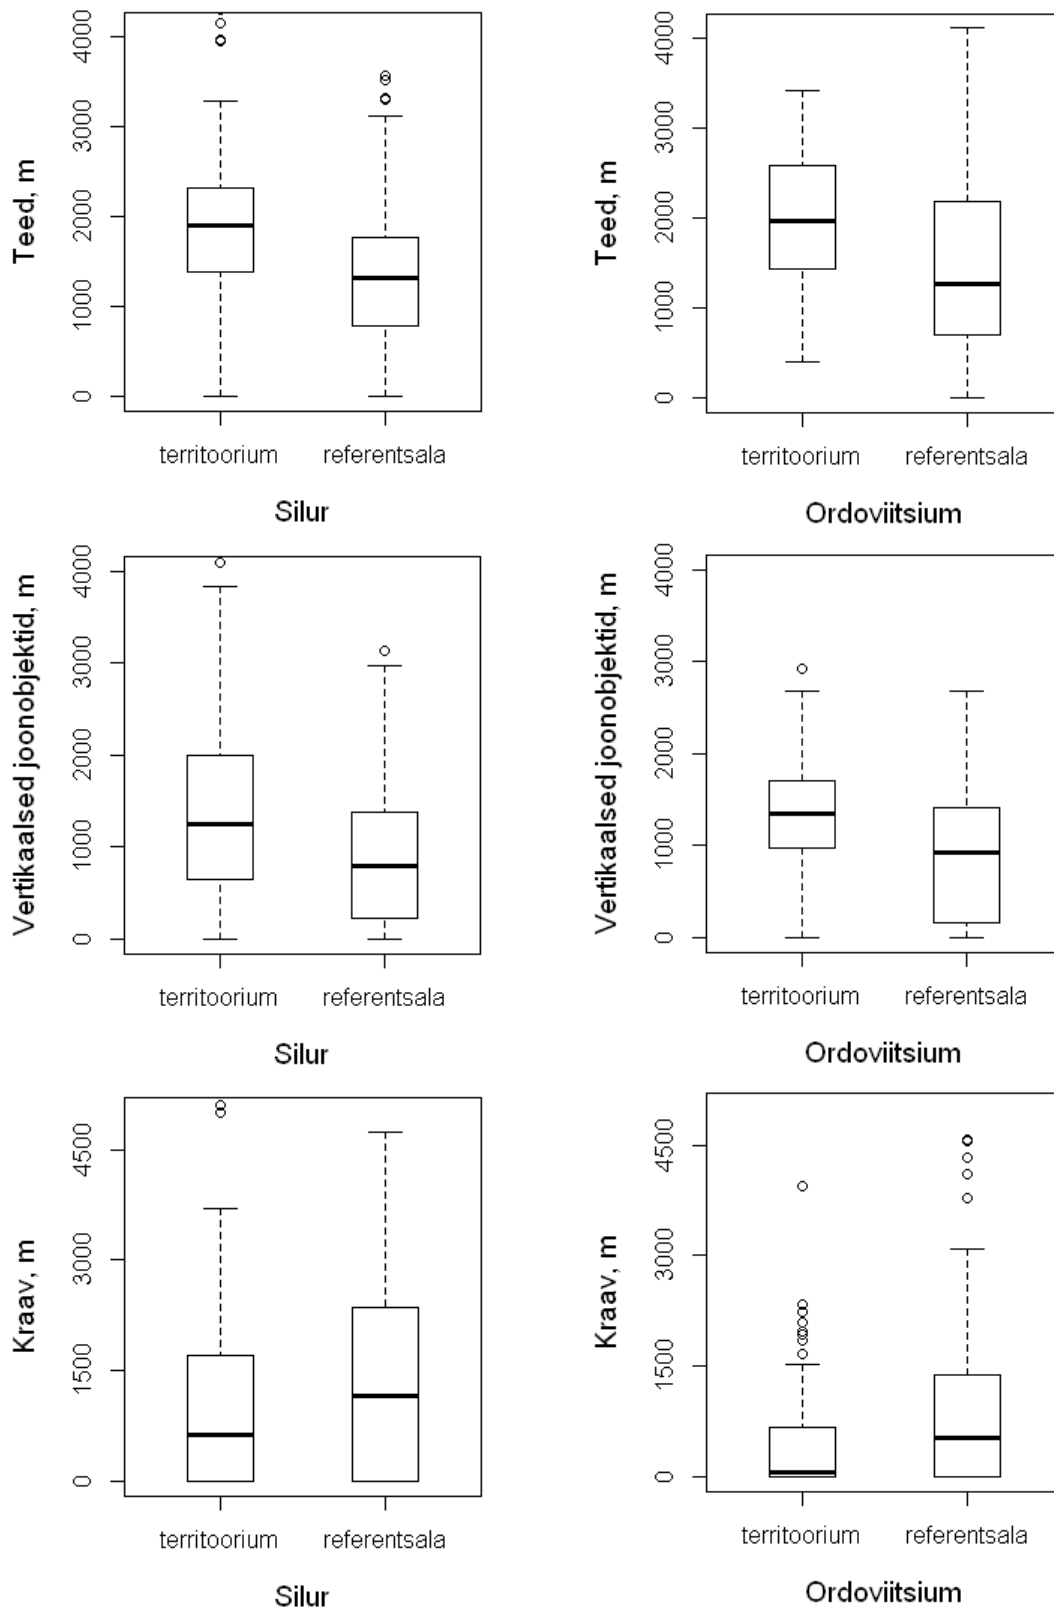 Teed, m
4000
3000
2000
1000
0
territoorium referentsala
Silur
Teed, m
4000
3000
2000
1000
0
territoorium referentsala
Ordoviitsium
Vertikaalsed joonobjektid, m
4000
3000
2000
1000
0
territoorium referentsala
Silur
Vertikaalsed joonobjektid, m
4000
3000
2000
1000
0
territoorium referentsala
Ordoviitsium
Kraav, m
4500
3000
1500
0
territoorium referentsala
Silur
Kraav, m
4500
3000
1500
0
territoorium referentsala
Ordoviitsium